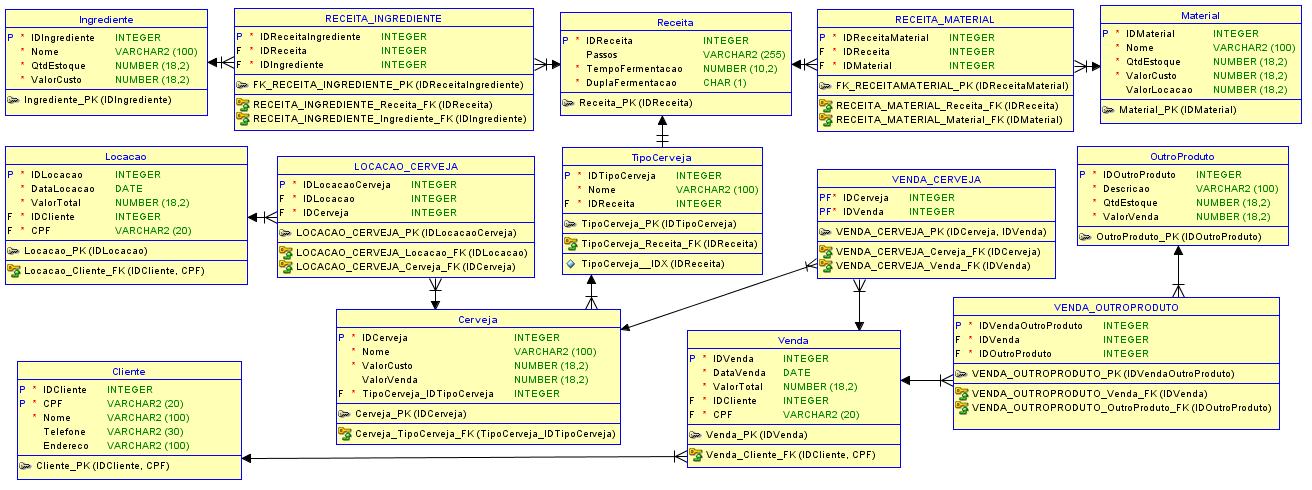 Ingrediente
P * IDIngrediente INTEGER
* Nome VARCHAR2 (100)
* QtdEstoque NUMBER (18,2)
* ValorCusto NUMBER (18,2)
Ingrediente_PK (IDIngrediente)
RECEITA_INGREDIENTE
P * IDReceitaIngrediente INTEGER
F * IDReceita INTEGER
F * IDIngrediente INTEGER
FK_RECEITA_INGREDIENTE_PK (IDReceitaIngrediente)
RECEITA_INGREDIENTE_Receita_FK (IDReceita)
RECEITA_INGREDIENTE_Ingrediente_FK (IDIngrediente)
Receita
P * IDReceita INTEGER
Passos VARCHAR2 (255)
* TempoFermentacao NUMBER (10,2)
* DuplaFermentacao CHAR (1)
Receita_PK (IDReceita)
RECEITA_MATERIAL
P * IDReceitaMaterial INTEGER
F * IDReceita INTEGER
F * IDMaterial INTEGER
FK_RECEITAMATERIAL_PK (IDReceitaMaterial)
RECEITA_MATERIAL_Receita_FK (IDReceita)
RECEITA_MATERIAL_Material_FK (IDMaterial)
Material
P * IDMaterial INTEGER
* Nome VARCHAR2 (100)
* QtdEstoque NUMBER (18,2)
* ValorCusto NUMBER (18,2)
ValorLocacao NUMBER (18,2)
Material_PK (IDMaterial)
Locacao
P * IDLocacao INTEGER
* DataLocacao DATE
* ValorTotal NUMBER (18,2)
F * IDCliente INTEGER
F * CPF VARCHAR2 (20)
Locacao_PK (IDLocacao)
Locacao_Cliente_FK (IDCliente, CPF)
LOCACAO_CERVEJA
P * IDLocacaoCerveja INTEGER
F * IDLocacao INTEGER
F * IDCerveja INTEGER
LOCACAO_CERVEJA_PK (IDLocacaoCerveja)
LOCACAO_CERVEJA_Locacao_FK (IDLocacao)
LOCACAO_CERVEJA_Cerveja_FK (IDCerveja)
TipoCerveja
P * IDTipoCerveja INTEGER
* Nome VARCHAR2 (100)
F * IDReceita INTEGER
TipoCerveja_PK (IDTipoCerveja)
TipoCerveja_Receita_FK (IDReceita)
TipoCerveja__IDX (IDReceita)
VENDA_CERVEJA
PF* IDCerveja INTEGER
PF* IDVenda INTEGER
VENDA_CERVEJA_PK (IDCerveja, IDVenda)
VENDA_CERVEJA_Cerveja_FK (IDCerveja)
VENDA_CERVEJA_Venda_FK (IDVenda)
OutroProduto
P * IDOutroProduto INTEGER
* Descricao VARCHAR2 (100)
* QtdEstoque NUMBER (18,2)
* ValorVenda NUMBER (18,2)
OutroProduto_PK (IDOutroProduto)
Cerveja
P * IDCerveja INTEGER
* Nome VARCHAR2 (100)
* ValorCusto NUMBER (18,2)
ValorVenda NUMBER (18,2)
F * TipoCerveja_IDTipoCerveja INTEGER
Cerveja_PK (IDCerveja)
Cerveja_TipoCerveja_FK (TipoCerveja_IDTipoCerveja)
Venda
P * IDVenda INTEGER
* DataVenda DATE
* ValorTotal NUMBER (18,2)
F * IDCliente INTEGER
F * CPF VARCHAR2 (20)
Venda_PK (IDVenda)
Venda_Cliente_FK (IDCliente, CPF)
VENDA_OUTROPRODUTO
P * IDVendaOutroProduto INTEGER
F * IDVenda INTEGER
F * IDOutroProduto INTEGER
VENDA_OUTROPRODUTO_PK (IDVendaOutroProduto)
VENDA_OUTROPRODUTO_Venda_FK (IDVenda)
VENDA_OUTROPRODUTO_OutroProduto_FK (IDOutroProduto)
Cliente
P * IDCliente INTEGER
P * CPF VARCHAR2 (20)
* Nome VARCHAR2 (100)
Telefone VARCHAR2 (30)
Endereco VARCHAR2 (100)
Cliente_PK (IDCliente, CPF)